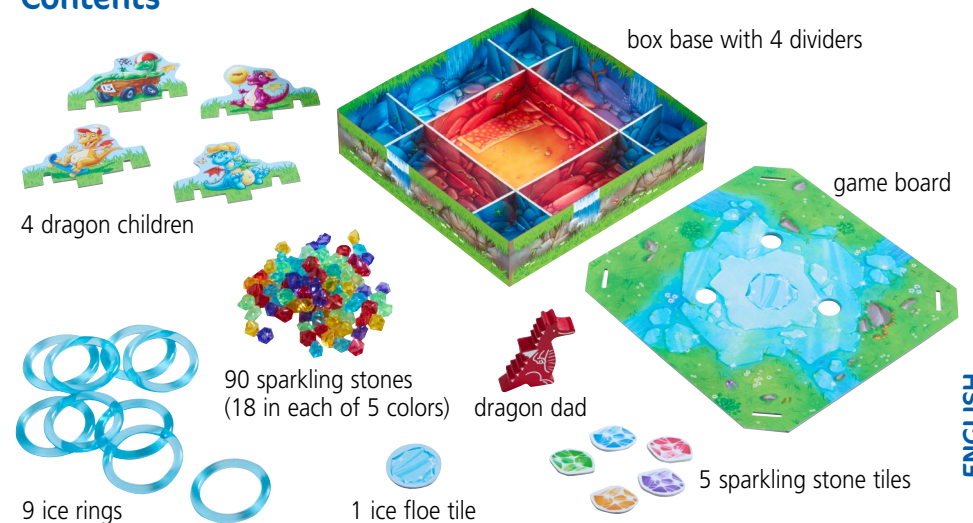 Contents
box base with 4 dividers
4 dragon children
game board
90 sparkling stones
(18 in each of 5 colors)
dragon dad
ENGLISH
9 ice rings
1 ice floe tile
5 sparkling stone tiles